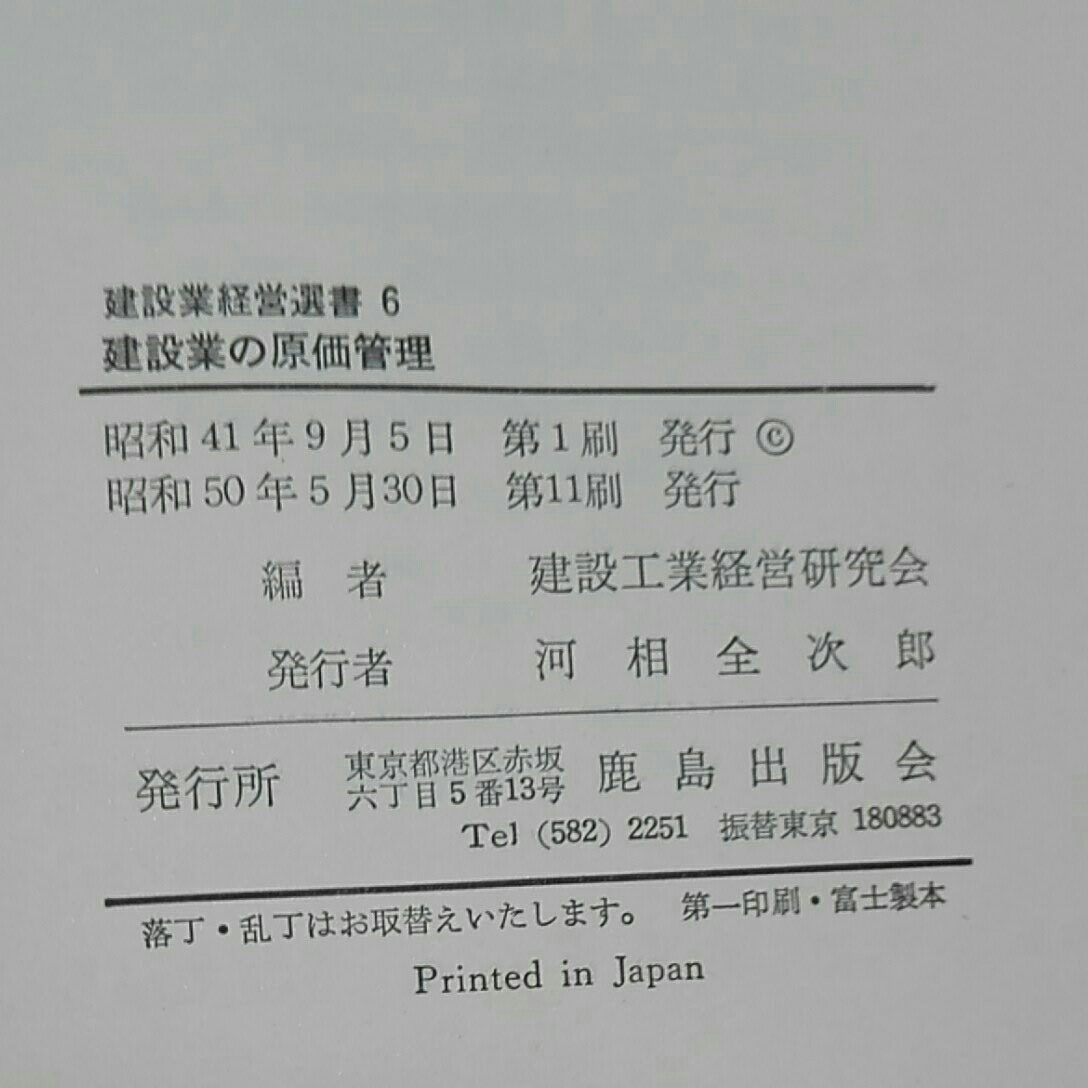 建設業経営選書 6
建設業の原価管理
昭和41年9月5日 第1刷 発行 ©
昭和50年5月30日 第11刷 発行
編者 建設工業経営研究会
発行者 河相全次郎
発行所 東京都港区赤坂六丁目5番13号 鹿島出版会
Tel (582) 2251 振替東京 180883
落丁・乱丁はお取替えいたします。 第一印刷・富士製本
Printed in Japan